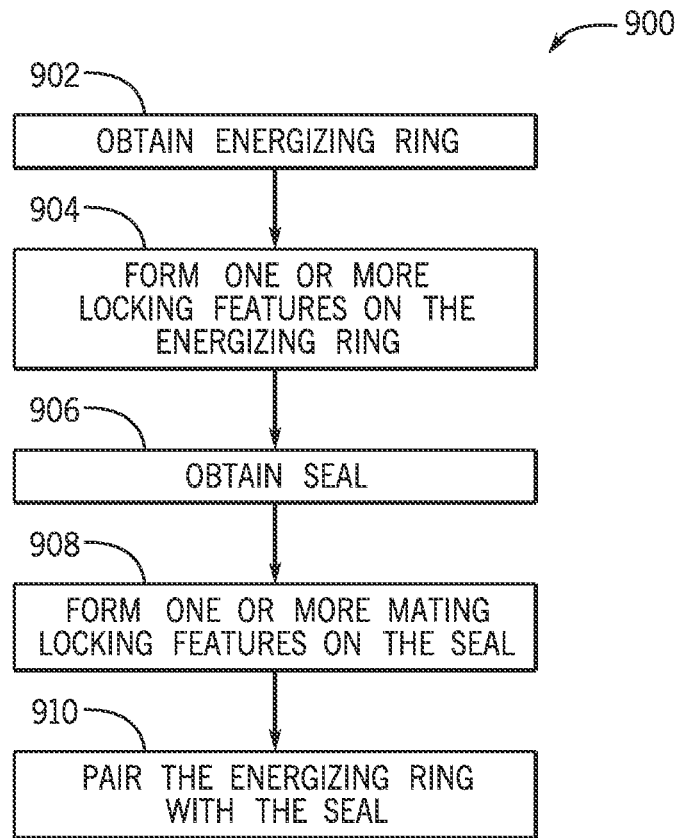 900
902
OBTAIN ENERGIZING RING
904
FORM ONE OR MORE
LOCKING FEATURES ON THE
ENERGIZING RING
906
OBTAIN SEAL
908
FORM ONE OR MORE MATING
LOCKING FEATURES ON THE SEAL
910
PAIR THE ENERGIZING RING
WITH THE SEAL